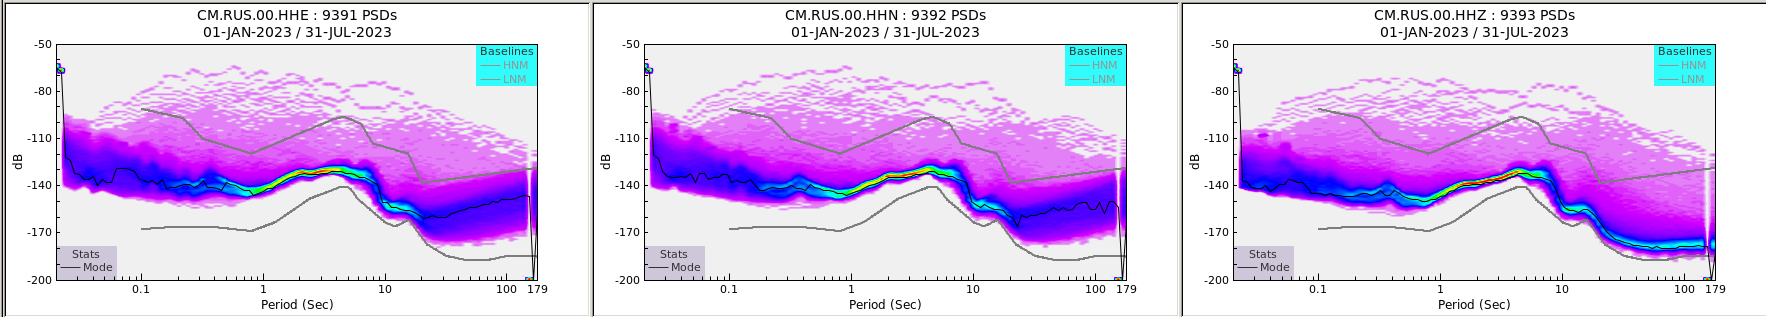 CM.RUS.00.HHE : 9391 PSDs
01-JAN-2023 / 31-JUL-2023
-50
-80
-110
-140
-170
-200
dB
Baselines
HNM
LNM
Stats
Mode
0.1 1 10 100 179
Period (Sec)
CM.RUS.00.HHN : 9392 PSDs
01-JAN-2023 / 31-JUL-2023
-50
-80
-110
-140
-170
-200
dB
Baselines
HNM
LNM
Stats
Mode
0.1 1 10 100 179
Period (Sec)
CM.RUS.00.HHZ : 9393 PSDs
01-JAN-2023 / 31-JUL-2023
-50
-80
-110
-140
-170
-200
dB
Baselines
HNM
LNM
Stats
Mode
0.1 1 10 100 179
Period (Sec)